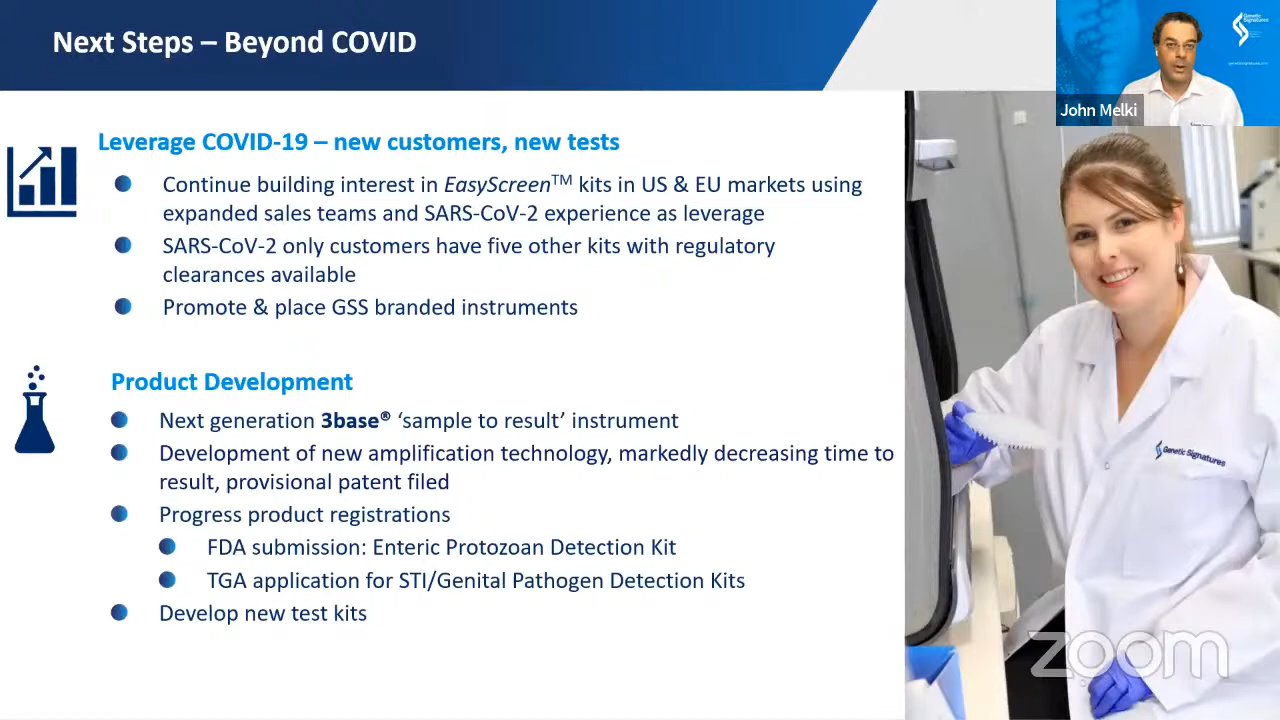 Next Steps – Beyond COVID
Genetic
Signatures
John Melki
Leverage COVID-19 – new customers, new tests
Continue building interest in EasyScreen™ kits in US & EU markets using
expanded sales teams and SARS-CoV-2 experience as leverage
SARS-CoV-2 only customers have five other kits with regulatory
clearances available
Promote & place GSS branded instruments
Product Development
Next generation 3base® ‘sample to result’ instrument
Development of new amplification technology, markedly decreasing time to
result, provisional patent filed
Progress product registrations
FDA submission: Enteric Protozoan Detection Kit
TGA application for STI/Genital Pathogen Detection Kits
Develop new test kits
Genetic Signatures
zoom